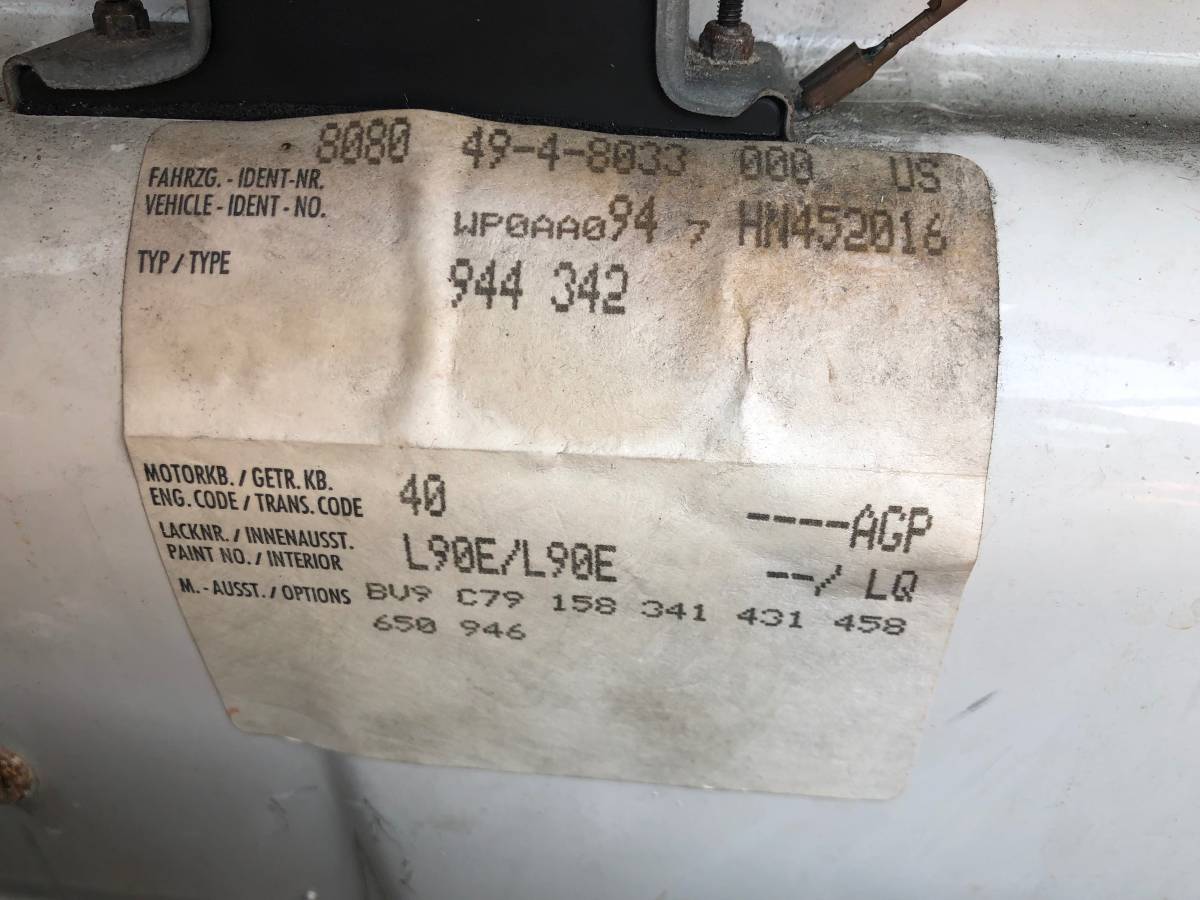 8080 49-4-8033 000 US
FAHRZG. - IDENT-NR.
VEHICLE - IDENT - NO. WP0AA094 7 HN452016
TYP / TYPE 944 342
MOTORKB. / GETR. KB.
ENG. CODE / TRANS. CODE 40 ----AGP
LACKNR. / INNENAUSST.
PAINT NO. / INTERIOR L90E/L90E --/ LQ
M. - AUSST. / OPTIONS BV9 C79 158 341 431 458
650 946